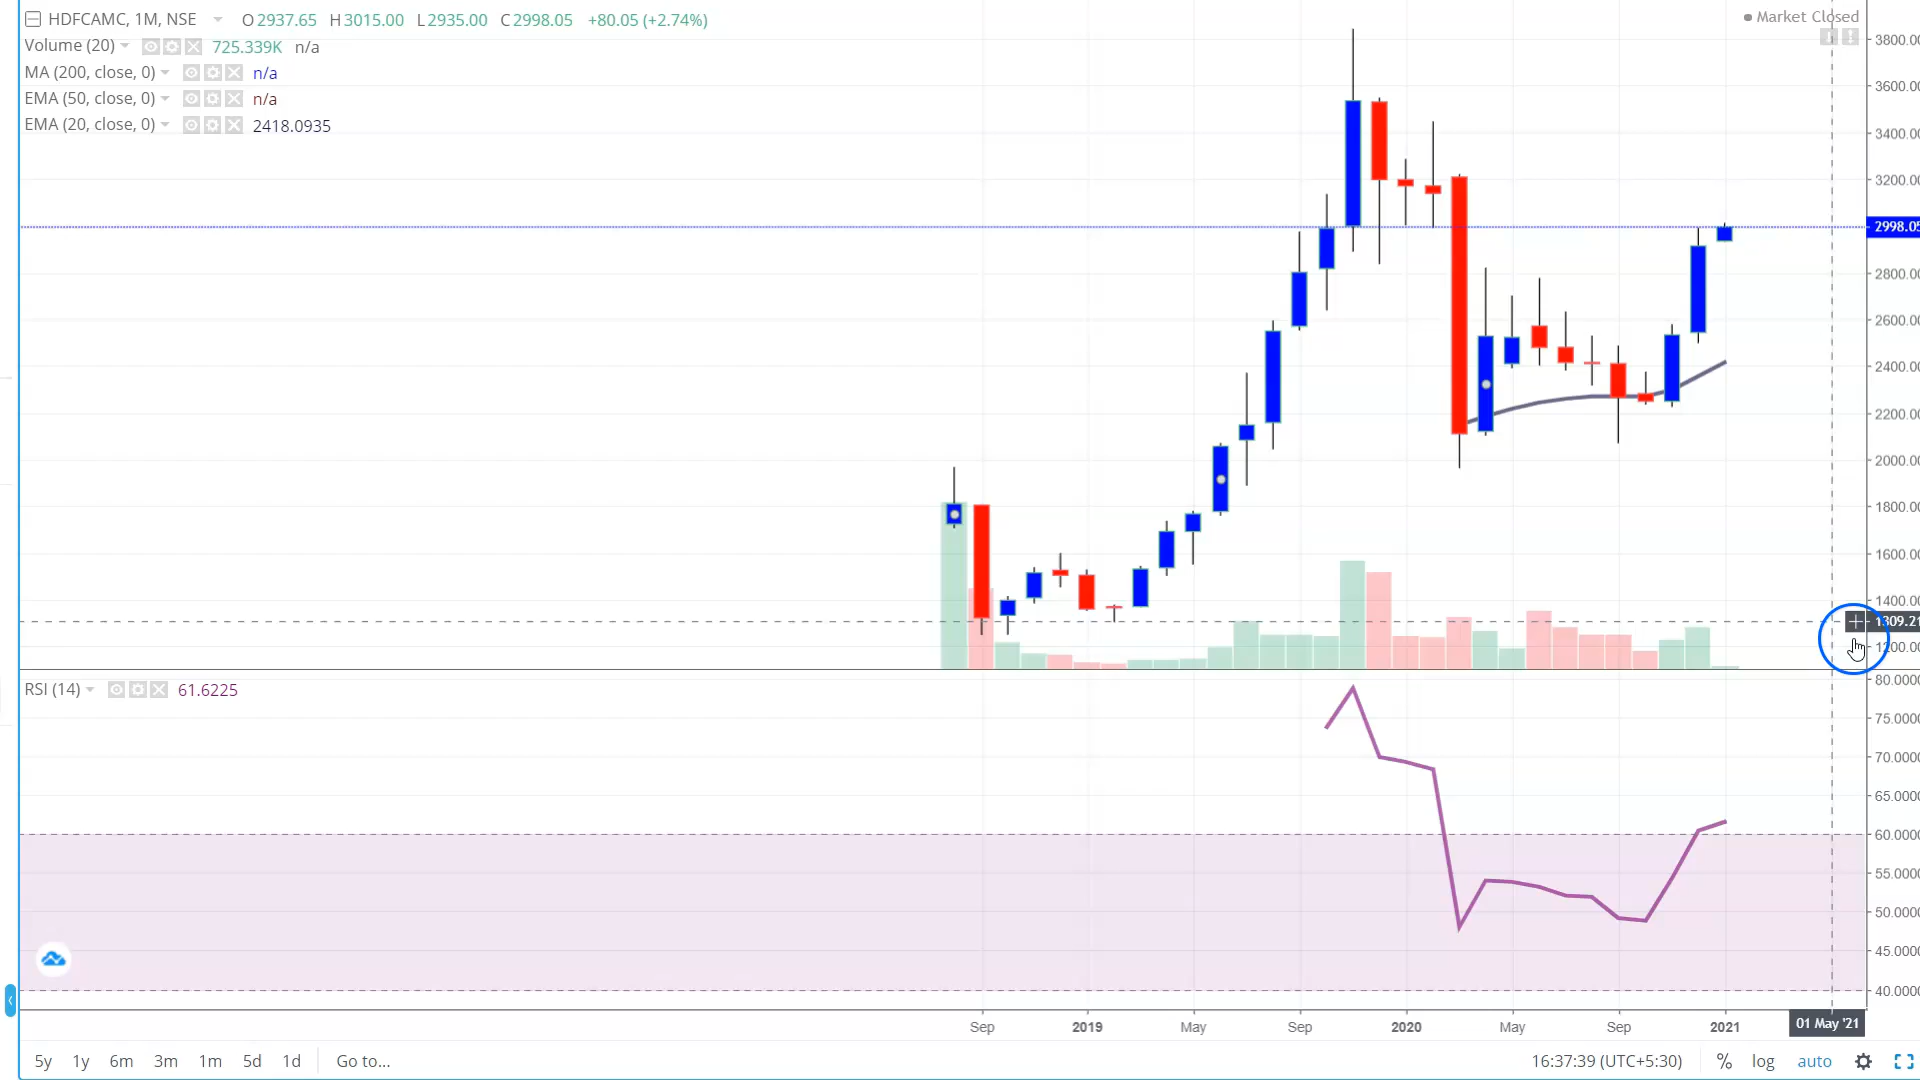 HDFCAMC, 1M, NSE O 2937.65 H 3015.00 L 2935.00 C 2998.05 +80.05 (+2.74%)
Market Closed
Volume (20) 725.339K n/a
MA (200, close, 0) n/a
EMA (50, close, 0) n/a
EMA (20, close, 0) 2418.0935
3800.00
3600.00
3400.00
3200.00
2998.05
2800.00
2600.00
2400.00
2200.00
2000.00
1800.00
1600.00
1400.00
1309.21
1200.00
RSI (14) 61.6225
80.0000
75.0000
70.0000
65.0000
60.0000
55.0000
50.0000
45.0000
40.0000
Sep 2019 May Sep 2020 May Sep 2021 01 May '21
5y 1y 6m 3m 1m 5d 1d Go to... 16:37:39 (UTC+5:30) % log auto